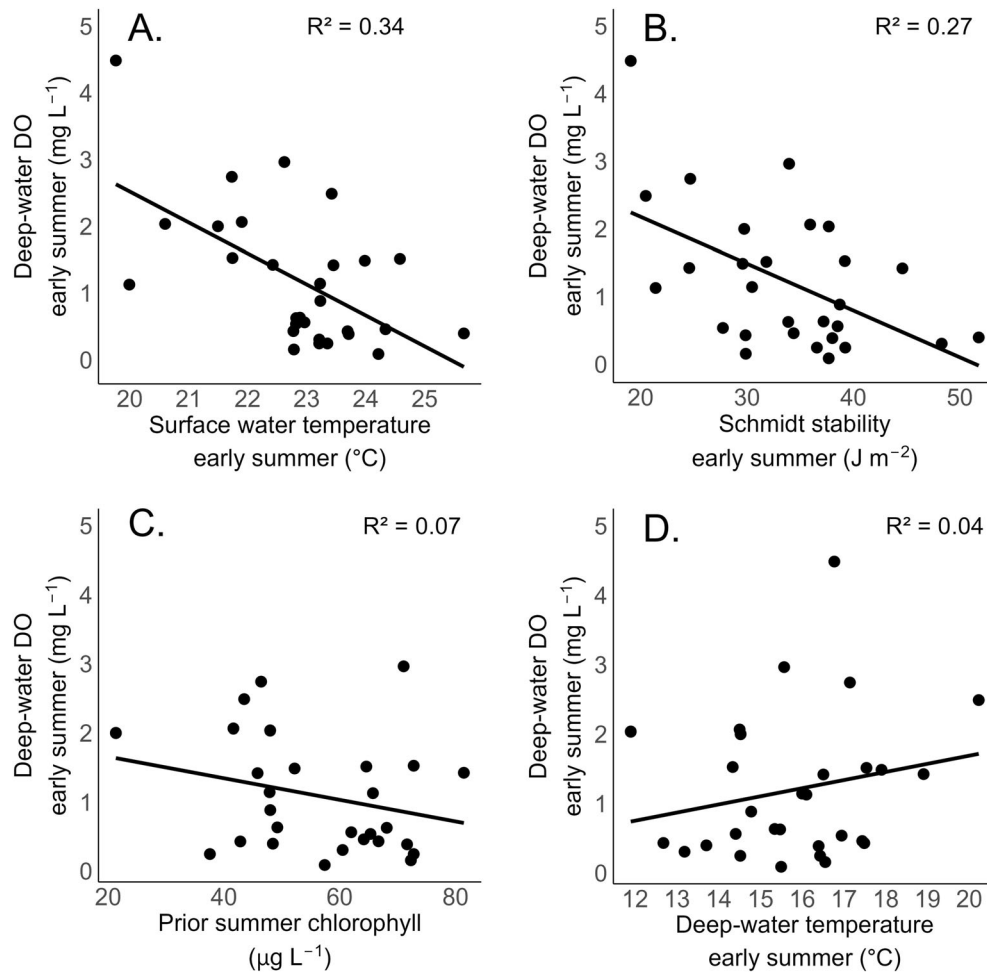 A.
R² = 0.34
Deep-water DO
early summer (mg L⁻¹)
5
4
3
2
1
0
20 21 22 23 24 25
Surface water temperature
early summer (°C)
B.
R² = 0.27
Deep-water DO
early summer (mg L⁻¹)
5
4
3
2
1
0
20 30 40 50
Schmidt stability
early summer (J m⁻²)
C.
R² = 0.07
Deep-water DO
early summer (mg L⁻¹)
5
4
3
2
1
0
20 40 60 80
Prior summer chlorophyll
(µg L⁻¹)
D.
R² = 0.04
Deep-water DO
early summer (mg L⁻¹)
5
4
3
2
1
0
12 13 14 15 16 17 18 19 20
Deep-water temperature
early summer (°C)